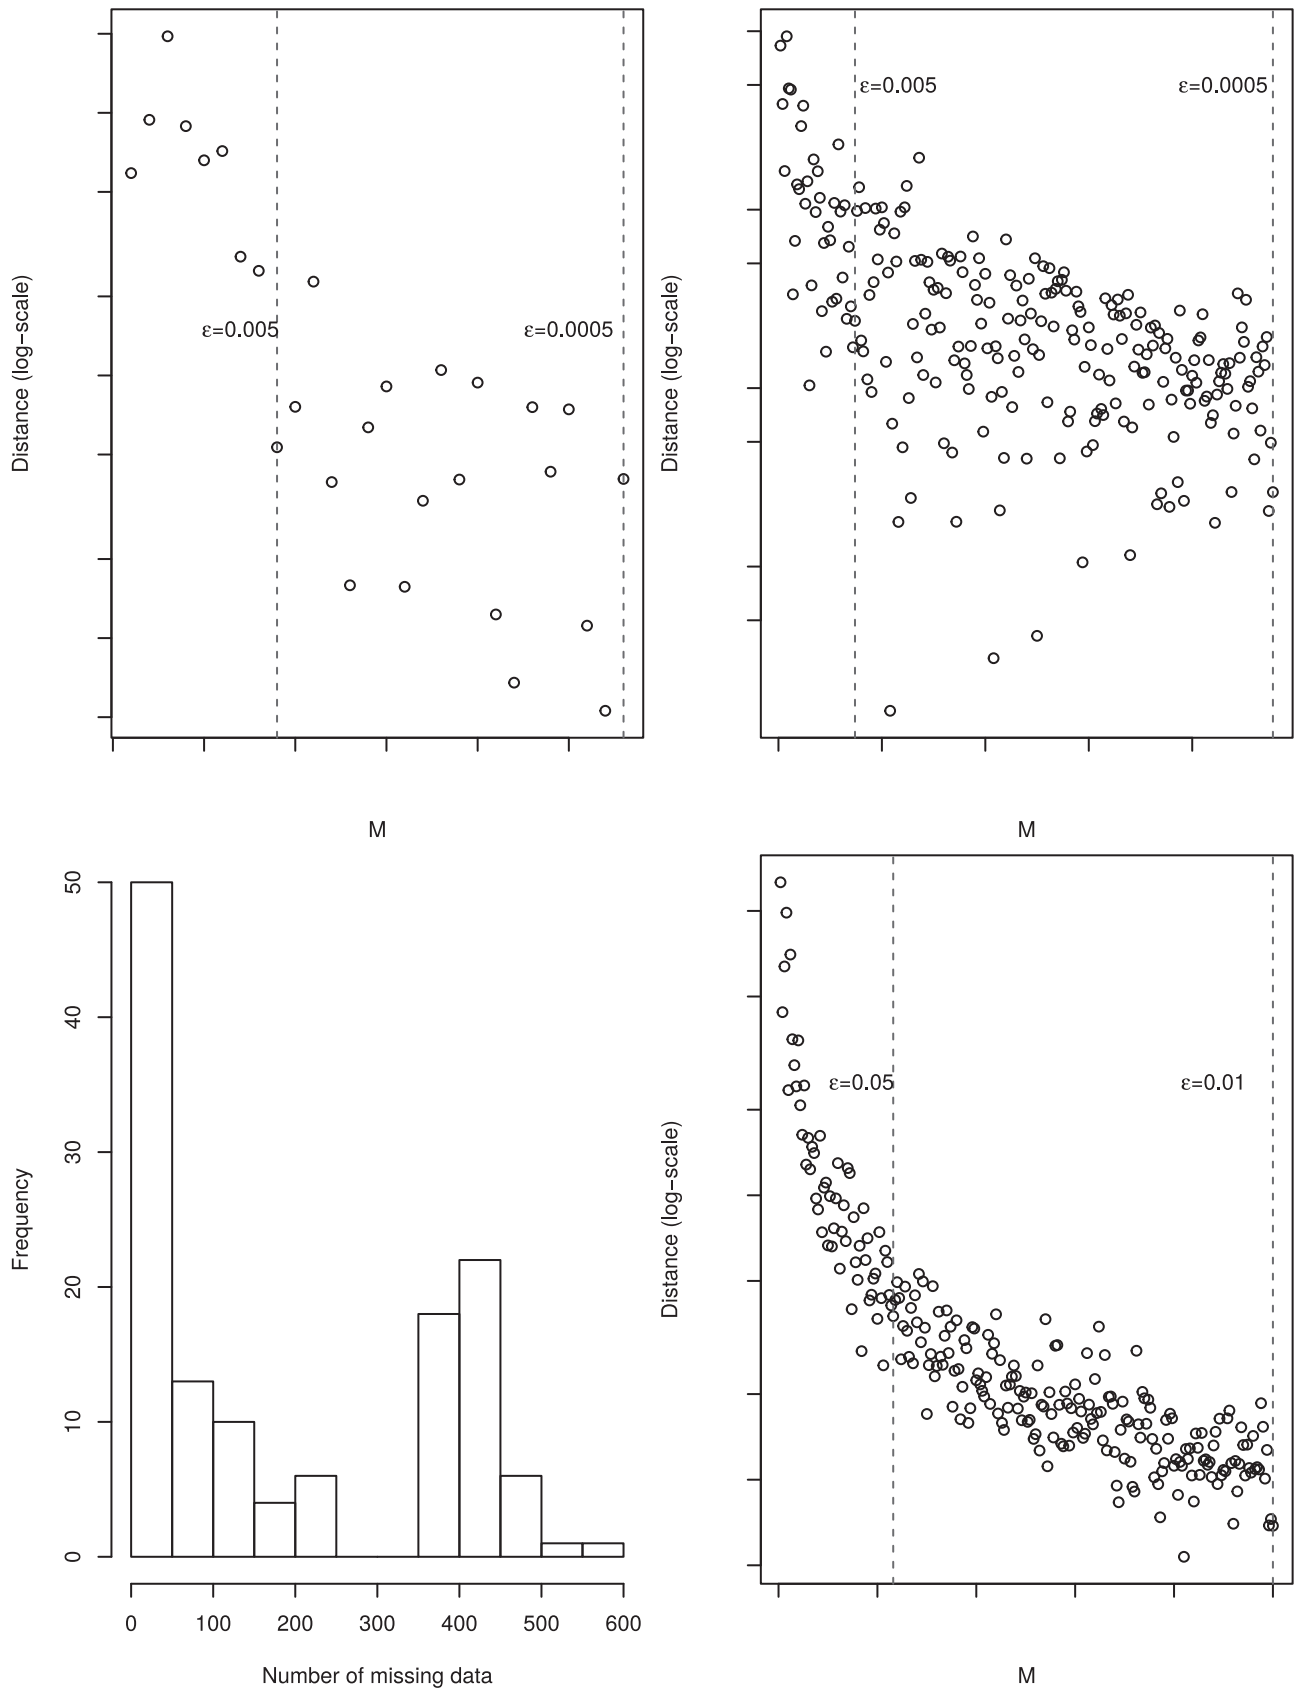 Distance (log−scale)
ε=0.005
ε=0.0005
M
Distance (log−scale)
ε=0.005
ε=0.0005
M
Frequency
50
40
30
20
10
0
0 100 200 300 400 500 600
Number of missing data
Distance (log−scale)
ε=0.05
ε=0.01
M